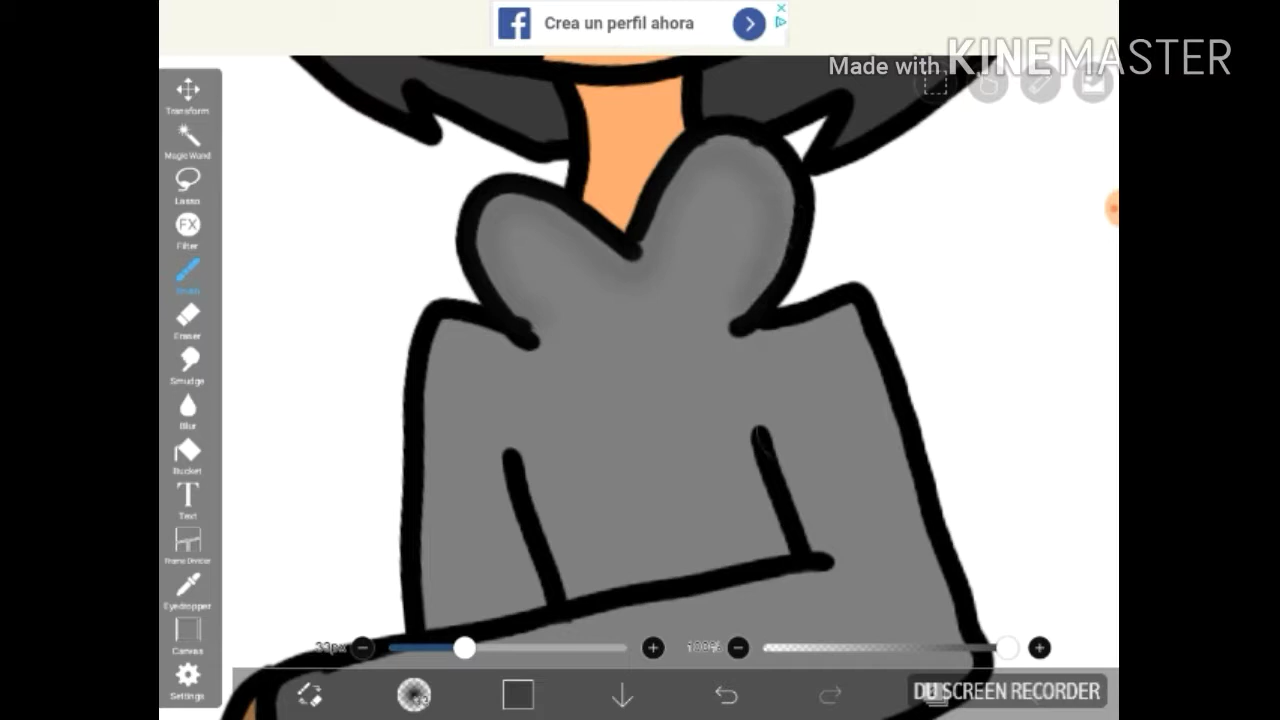 Crea un perfil ahora
Made with KINEMASTER
Transform
Magic Wand
Lasso
FX
Filter
Eraser
Smudge
Blur
Bucket
T
Text
Frame Divider
Eyedropper
Canvas
Settings
33px
100%
DU SCREEN RECORDER